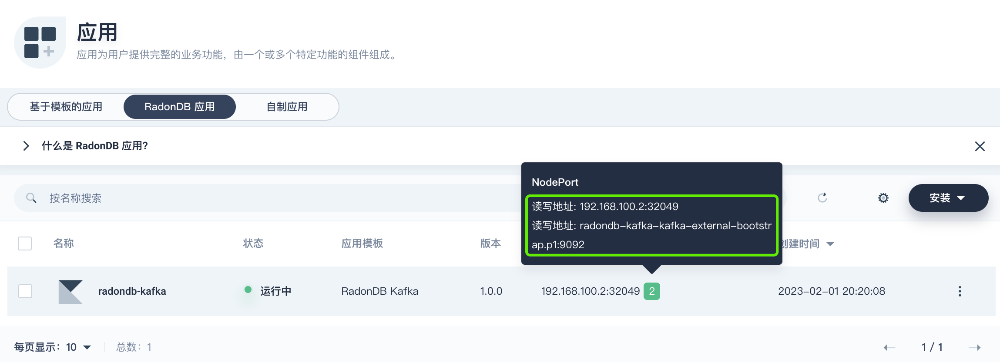 应用
应用为用户提供完整的业务功能，由一个或多个特定功能的组件组成。
基于模板的应用
RadonDB 应用
自制应用
什么是 RadonDB 应用?
NodePort
读写地址: 192.168.100.2:32049
读写地址: radondb-kafka-kafka-external-bootstr
ap.p1:9092
按名称搜索
安装
名称
状态
应用模板
版本
创建时间
radondb-kafka
运行中
RadonDB Kafka
1.0.0
192.168.100.2:32049
2
2023-02-01 20:20:08
每页显示：10
总数：1
1 / 1